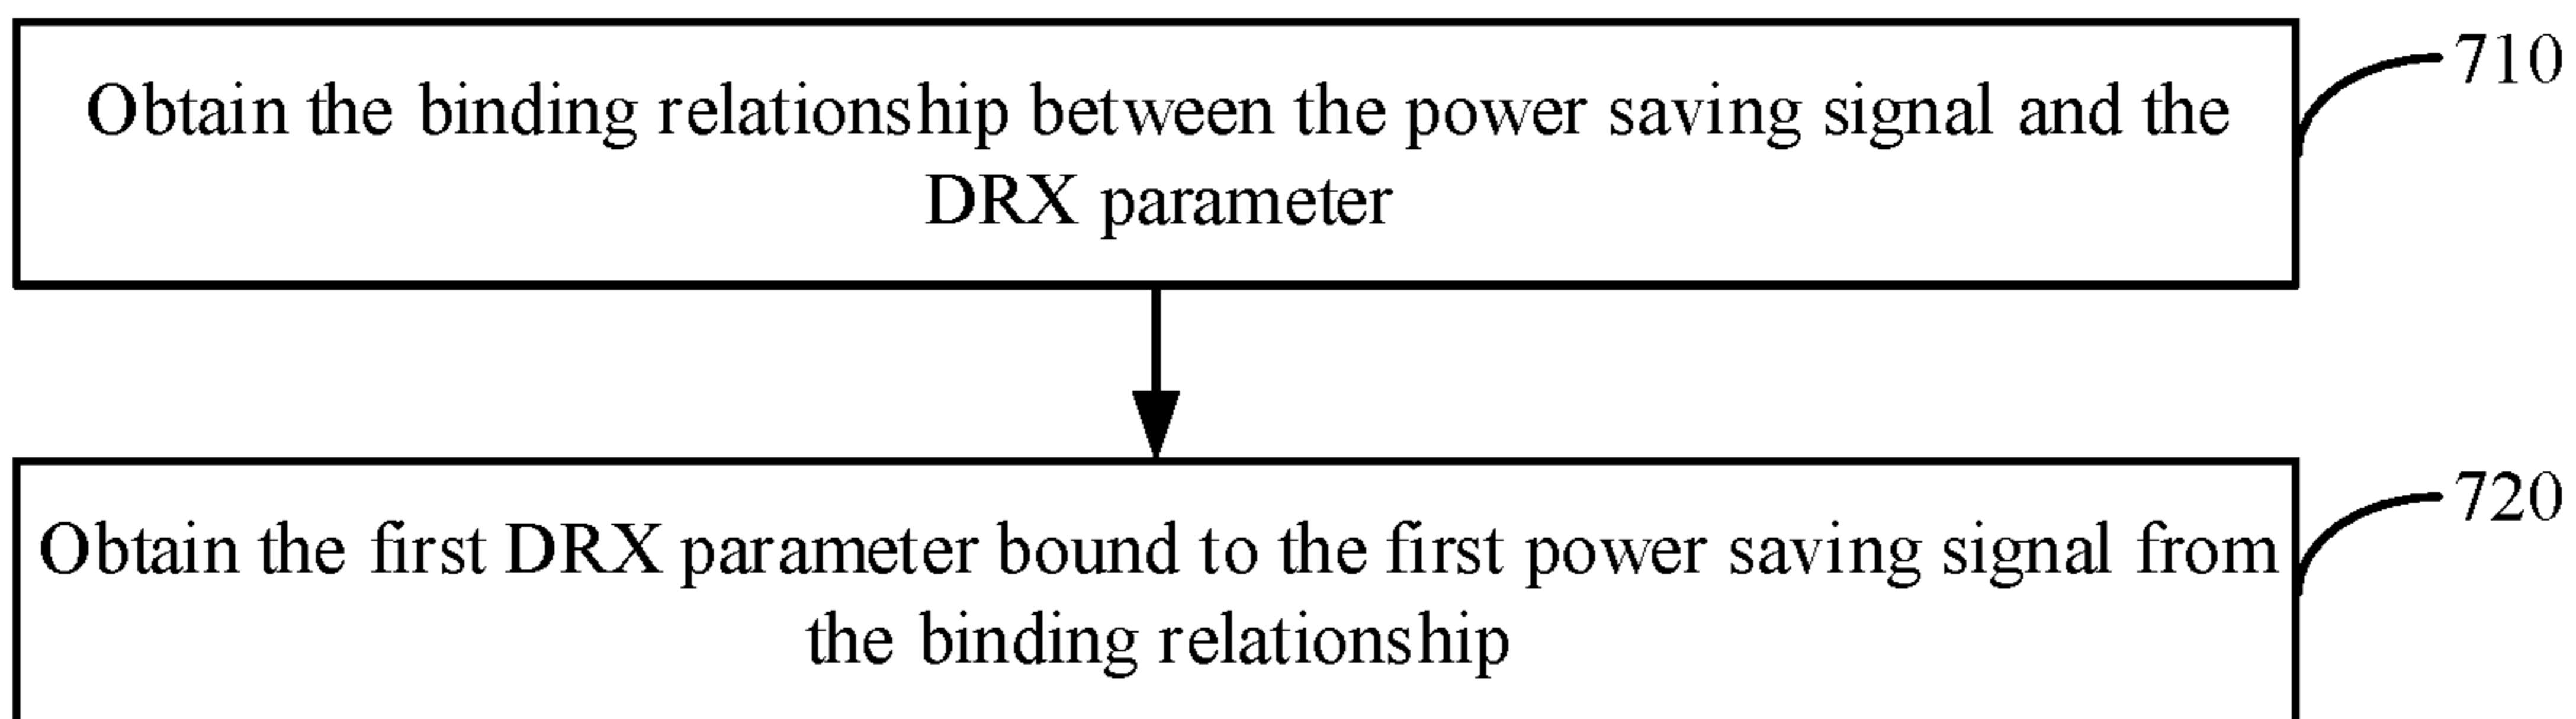 Obtain the binding relationship between the power saving signal and the
DRX parameter
710
Obtain the first DRX parameter bound to the first power saving signal from
the binding relationship
720